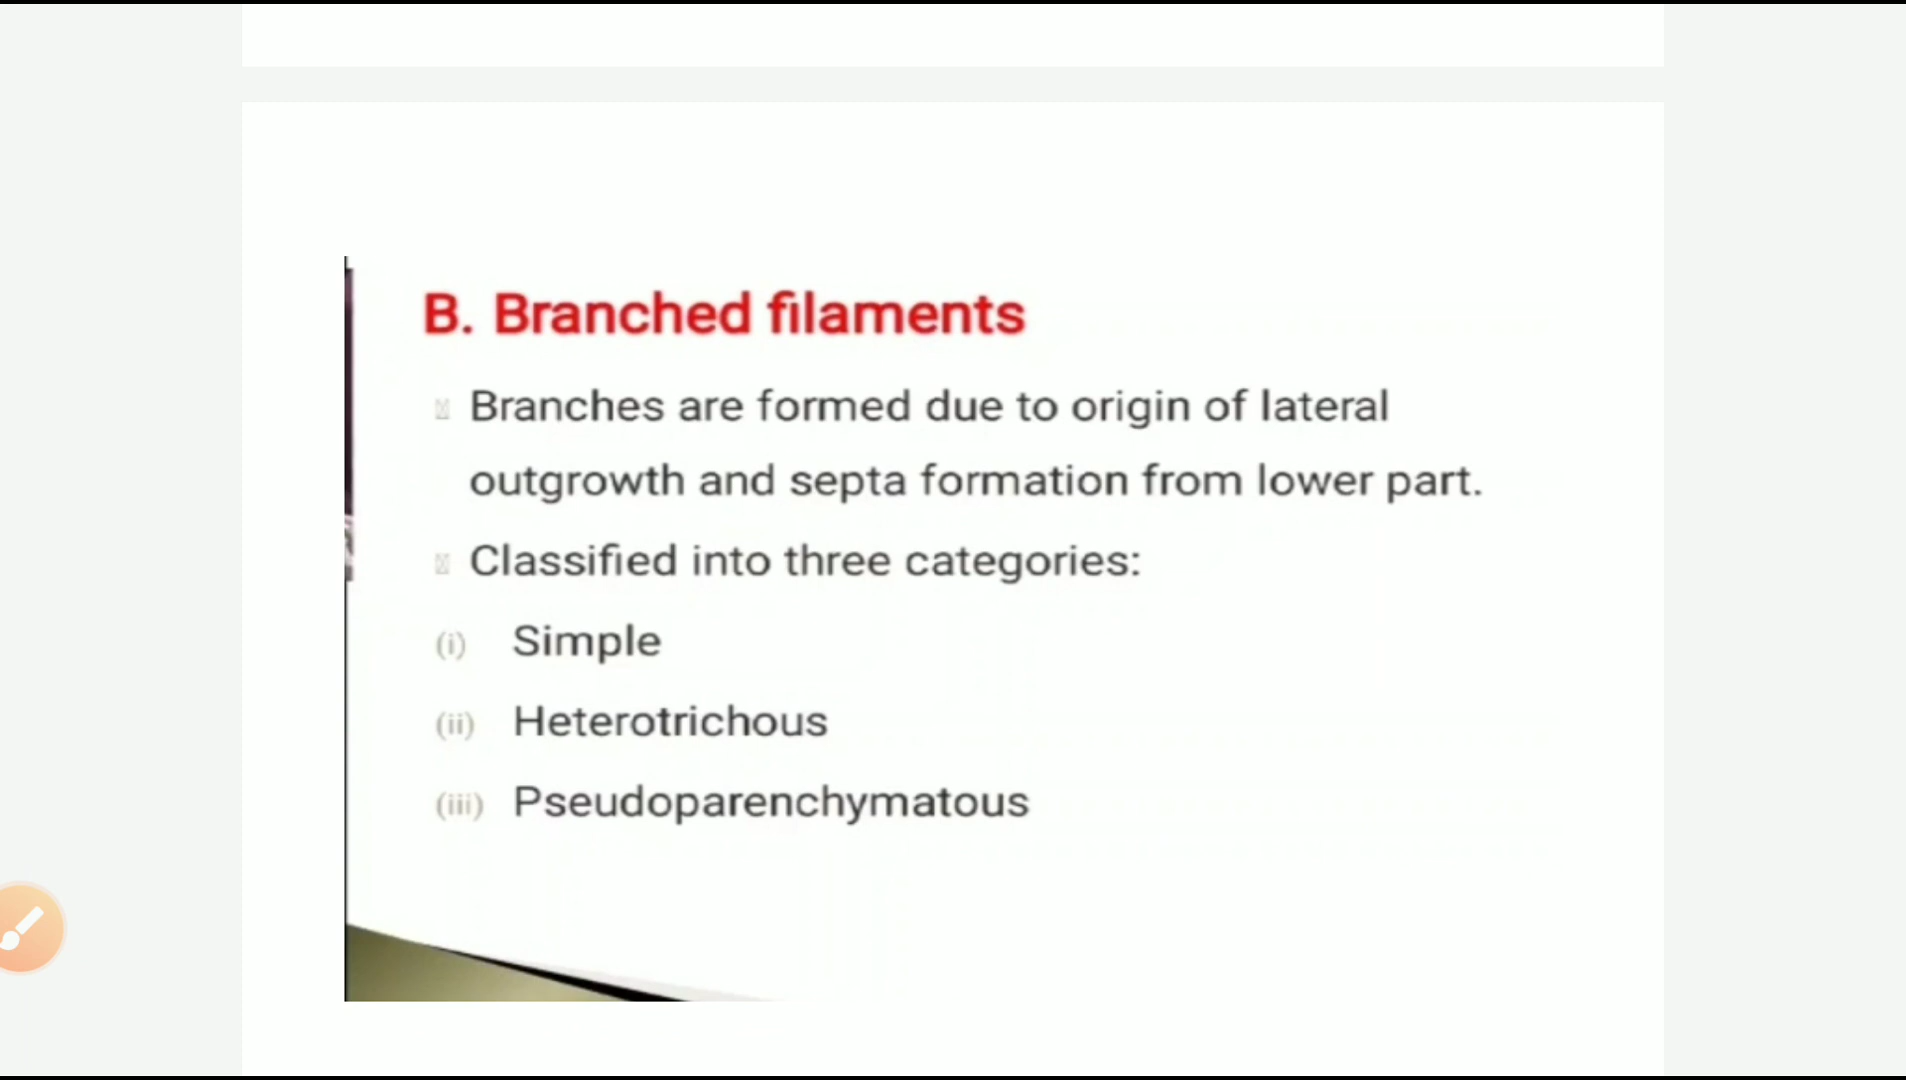 B. Branched filaments
Branches are formed due to origin of lateral
outgrowth and septa formation from lower part.
Classified into three categories:
(i) Simple
(ii) Heterotrichous
(iii) Pseudoparenchymatous